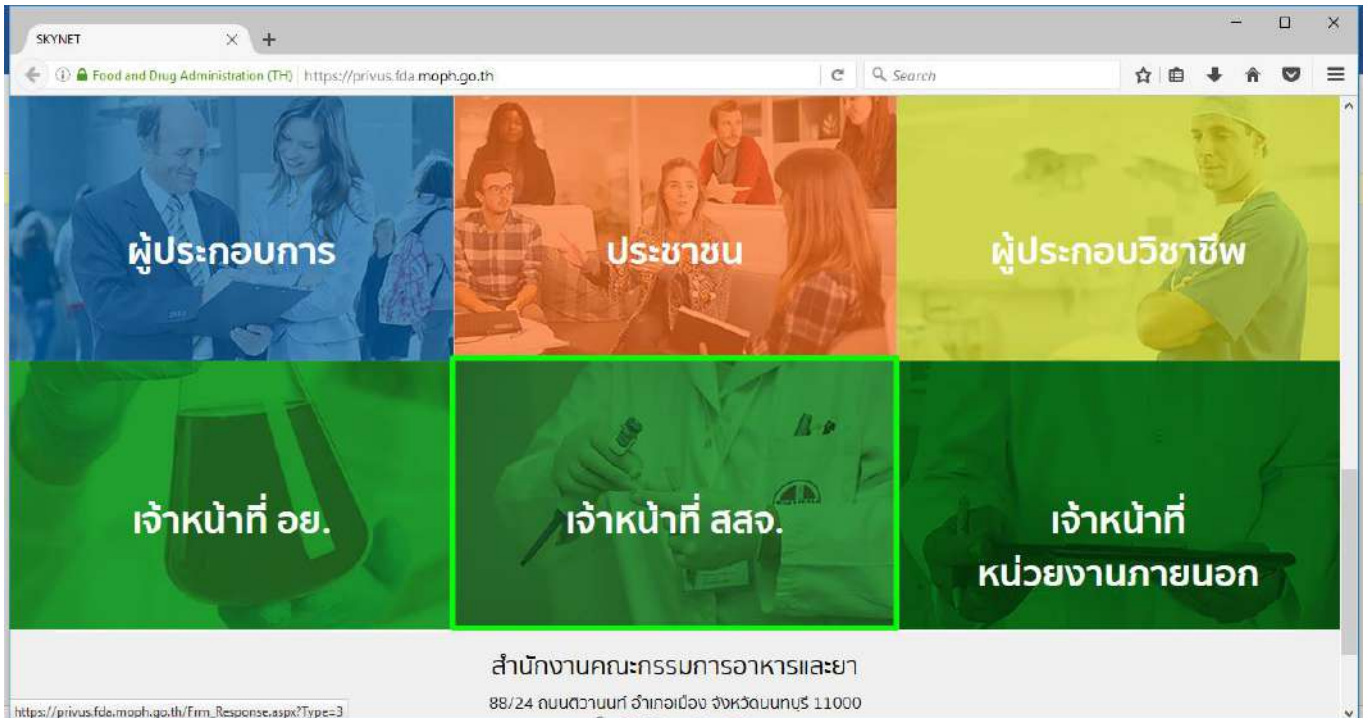 SKYNET
Food and Drug Administration (TH) https://privus.fda.moph.go.th
Search
ผู้ประกอบการ
ประชาชน
ผู้ประกอบวิชาชีพ
เจ้าหน้าที่ อย.
เจ้าหน้าที่ สสจ.
เจ้าหน้าที่
หน่วยงานภายนอก
สำนักงานคณะกรรมการอาหารและยา
88/24 ถนนติวานนท์ อำเภอเมือง จังหวัดนนทบุรี 11000
https://privus.fda.moph.go.th/Frm_Response.aspx?Type=3